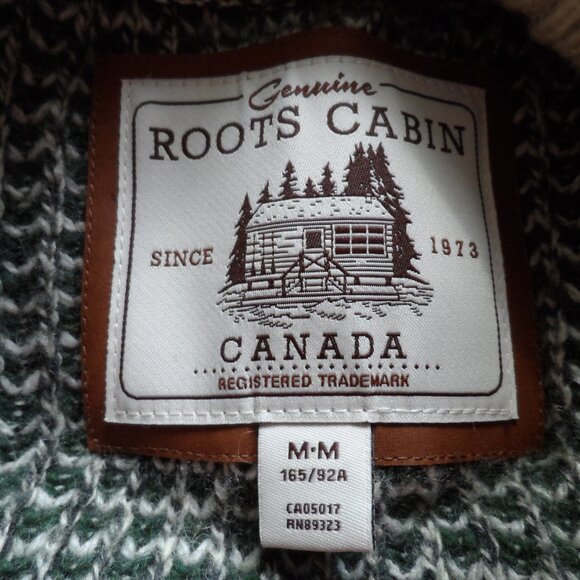 Genuine
ROOTS CABIN
SINCE 1973
CANADA
REGISTERED TRADEMARK
M·M
165/92A
CA05017
RN89323